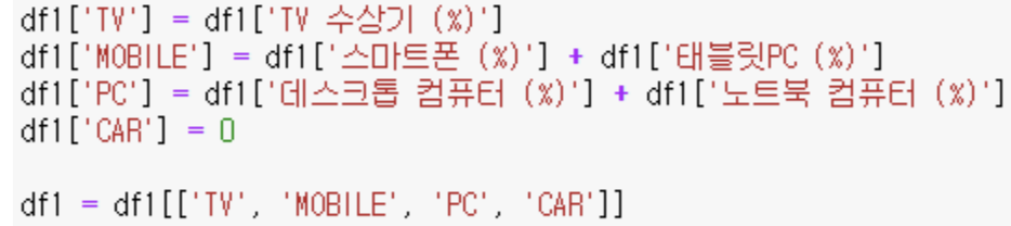 df1['TV'] = df1['TV 수상기 (%)']
df1['MOBILE'] = df1['스마트폰 (%)'] + df1['태블릿PC (%)']
df1['PC'] = df1['데스크톱 컴퓨터 (%)'] + df1['노트북 컴퓨터 (%)']
df1['CAR'] = 0
df1 = df1[['TV', 'MOBILE', 'PC', 'CAR']]